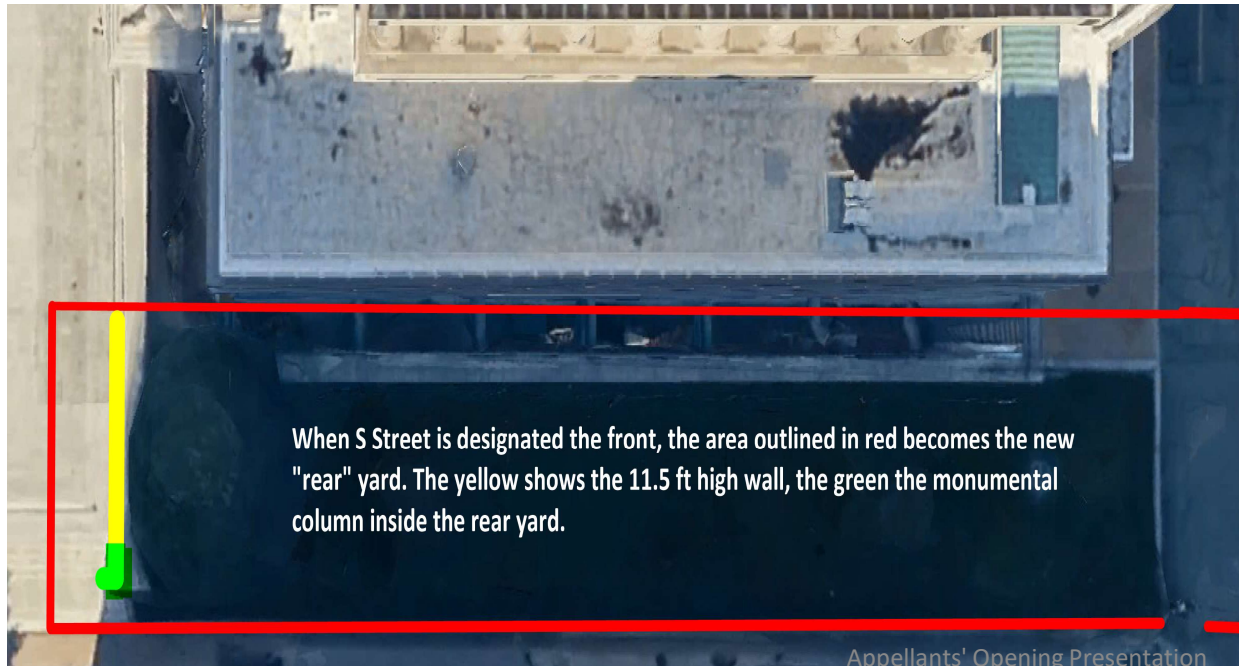 When S Street is designated the front, the area outlined in red becomes the new
"rear" yard. The yellow shows the 11.5 ft high wall, the green the monumental
column inside the rear yard.
Appellants' Opening Presentation